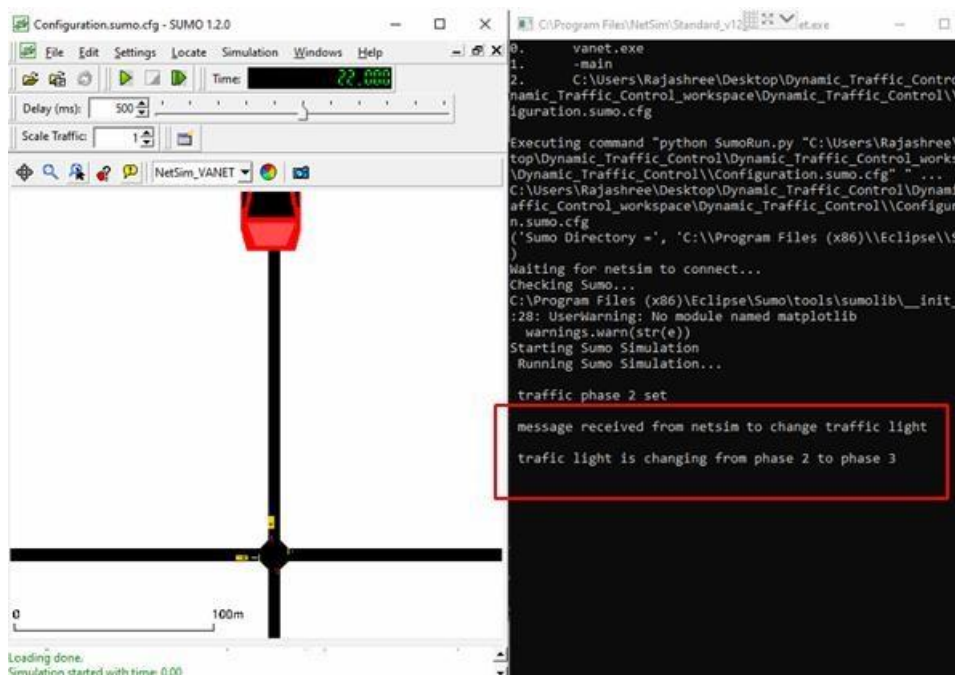 Configuration.sumo.cfg - SUMO 1.2.0
File Edit Settings Locate Simulation Windows Help
Time: 22.000
Delay (ms): 500
Scale Traffic: 1
NetSim_VANET
0 100m
Loading done.
Simulation started with time: 0.00
C:\Program Files\NetSim\Standard_v12 et.exe
0. vanet.exe
1. -main
2. C:\Users\Rajashree\Desktop\Dynamic_Traffic_Contro
namic_Traffic_Control_workspace\Dynamic_Traffic_Control\\
iguration.sumo.cfg
Executing command "python SumoRun.py "C:\Users\Rajashree\
top\Dynamic_Traffic_Control\Dynamic_Traffic_Control_works
\Dynamic_Traffic_Control\\Configuration.sumo.cfg" " ...
C:\Users\Rajashree\Desktop\Dynamic_Traffic_Control\Dynami
affic_Control_workspace\Dynamic_Traffic_Control\\Configur
n.sumo.cfg
('Sumo Directory =', 'C:\\Program Files (x86)\\Eclipse\\S
)
Waiting for netsim to connect...
Checking Sumo...
C:\Program Files (x86)\Eclipse\Sumo\tools\sumolib\__init_
:28: UserWarning: No module named matplotlib
warnings.warn(str(e))
Starting Sumo Simulation
Running Sumo Simulation...
traffic phase 2 set
message received from netsim to change traffic light
trafic light is changing from phase 2 to phase 3